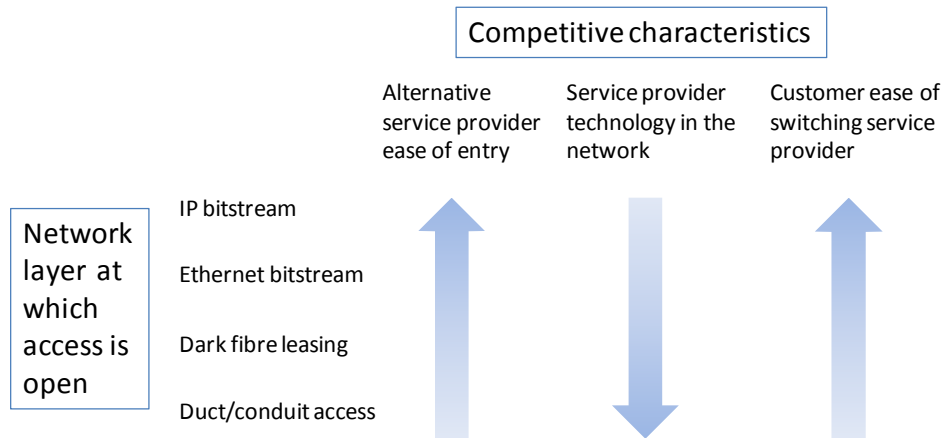 Competitive characteristics
Alternative
service provider
ease of entry
Service provider
technology in the
network
Customer ease of
switching service
provider
Network
layer at
which
access is
open
IP bitstream
Ethernet bitstream
Dark fibre leasing
Duct/conduit access